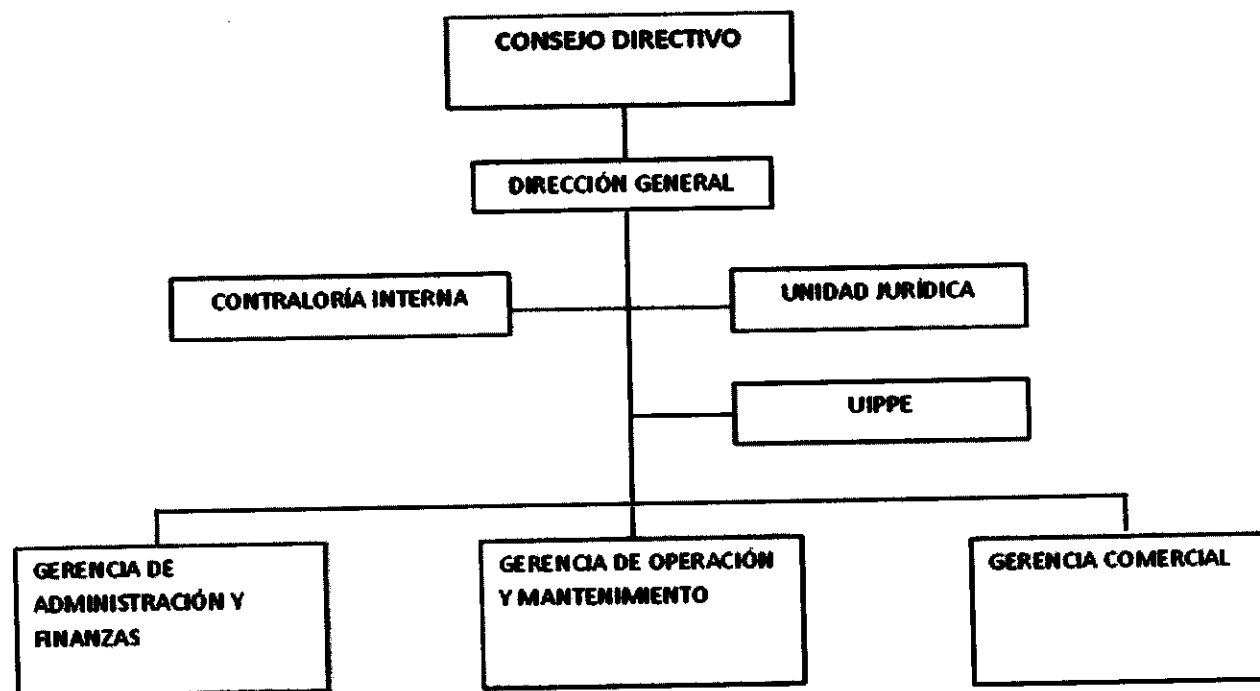 CONSEJO DIRECTIVO
DIRECCIÓN GENERAL
CONTRALORÍA INTERNA
UNIDAD JURÍDICA
UIPPE
GERENCIA DE
ADMINISTRACIÓN Y
FINANZAS
GERENCIA DE OPERACIÓN
Y MANTENIMIENTO
GERENCIA COMERCIAL